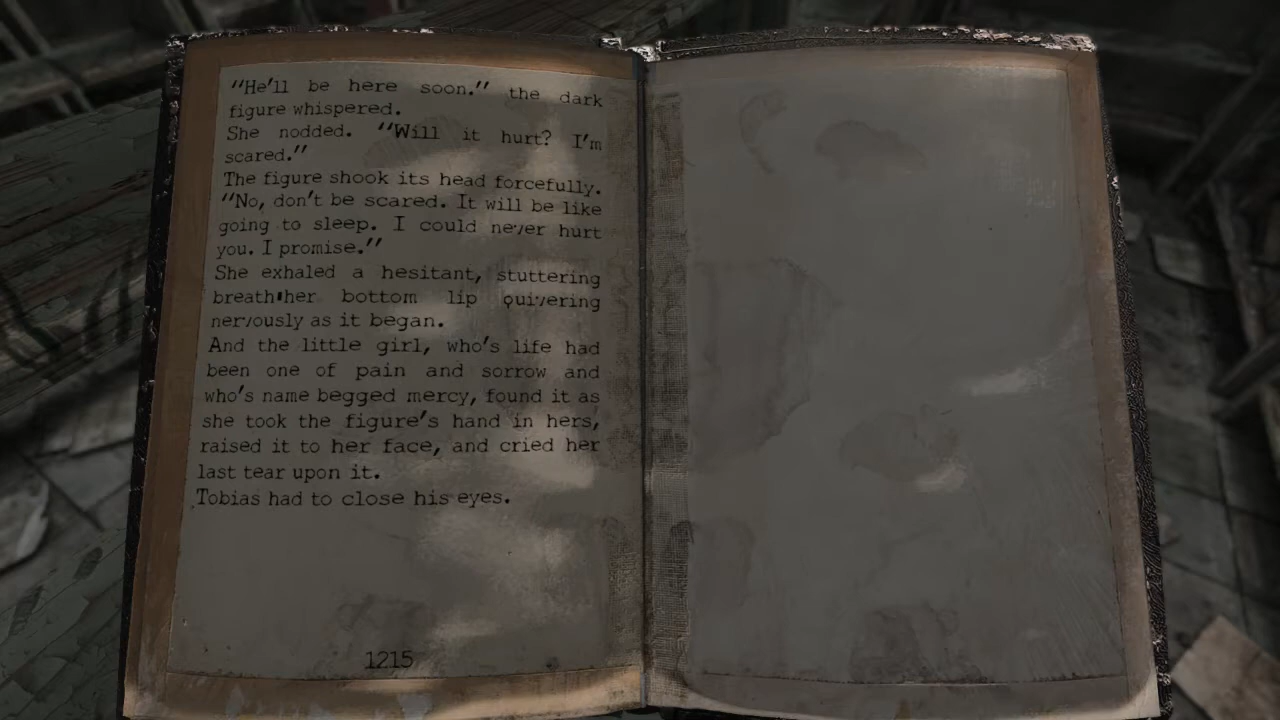 "He'll be here soon." the dark
figure whispered.
She nodded. "Will it hurt? I'm
scared."
The figure shook its head forcefully.
"No, don't be scared. It will be like
going to sleep. I could never hurt
you. I promise."
She exhaled a hesitant, stuttering
breath her bottom lip quivering
nervously as it began.
And the little girl, who's life had
been one of pain and sorrow and
who's name begged mercy, found it as
she took the figure's hand in hers,
raised it to her face, and cried her
last tear upon it.
Tobias had to close his eyes.
1215